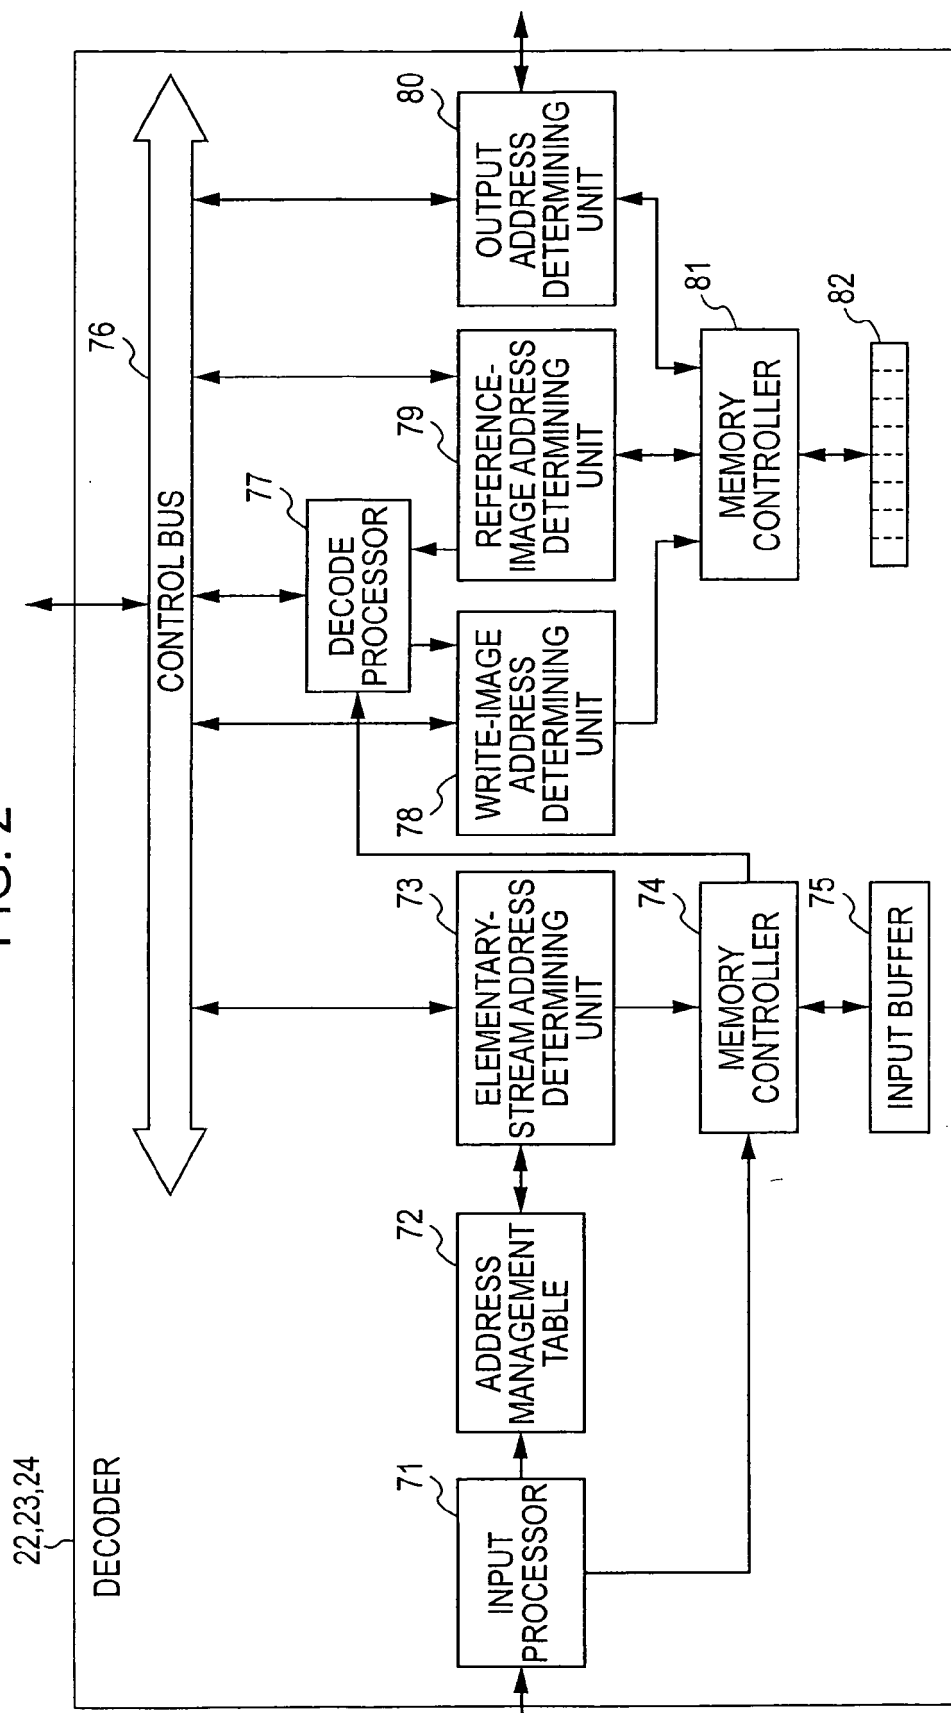 FIG. 2
22,23,24
DECODER
76
CONTROL BUS
77
DECODE
PROCESSOR
71
INPUT
PROCESSOR
72
ADDRESS
MANAGEMENT
TABLE
73
ELEMENTARY-
STREAM ADDRESS
DETERMINING
UNIT
78
WRITE-IMAGE
ADDRESS
DETERMINING
UNIT
79
REFERENCE-
IMAGE ADDRESS
DETERMINING
UNIT
80
OUTPUT
ADDRESS
DETERMINING
UNIT
74
MEMORY
CONTROLLER
81
MEMORY
CONTROLLER
75
INPUT BUFFER
82